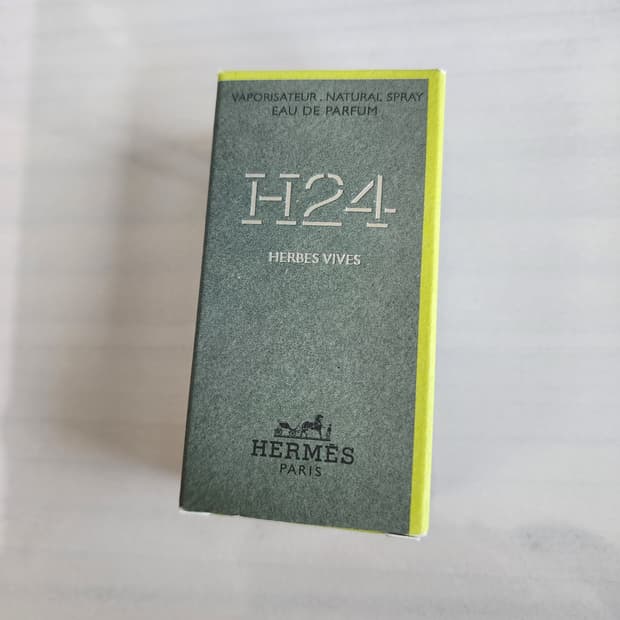 VAPORISATEUR . NATURAL SPRAY
EAU DE PARFUM
H24
HERBES VIVES
HERMÈS
PARIS